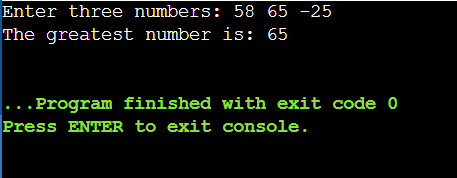 Enter three numbers: 58 65 -25
The greatest number is: 65
...Program finished with exit code 0
Press ENTER to exit console.